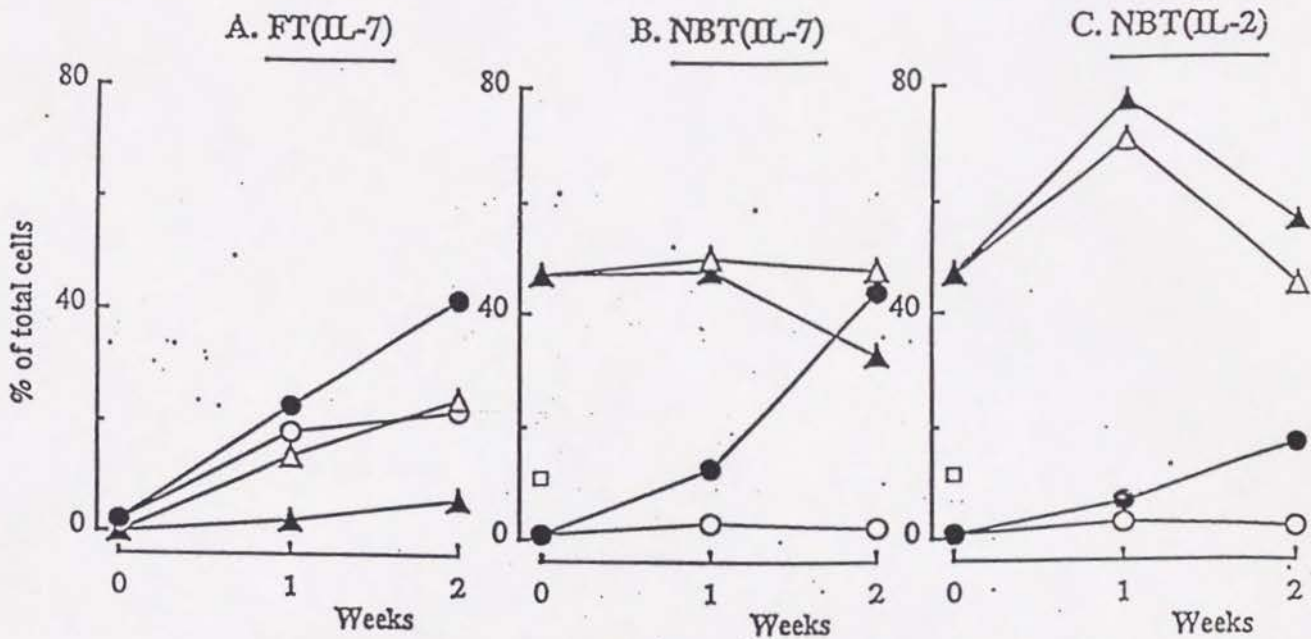 A. FT(IL-7)
80
40
0
% of total cells
0
1
2
Weeks
B. NBT(IL-7)
80
40
0
0
1
2
Weeks
C. NBT(IL-2)
80
40
0
0
1
2
Weeks